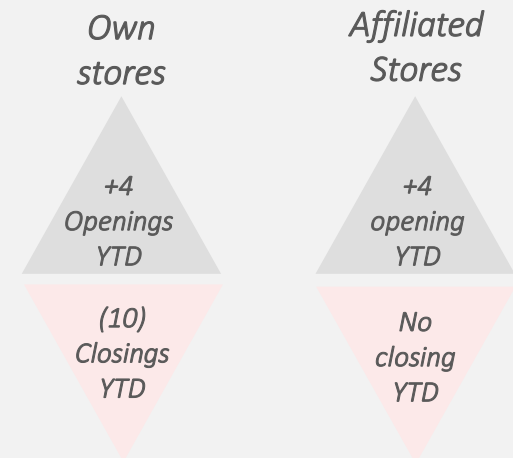 Own
stores
+4
Openings
YTD
(10)
Closings
YTD
Affiliated
Stores
+4
opening
YTD
No
closing
YTD